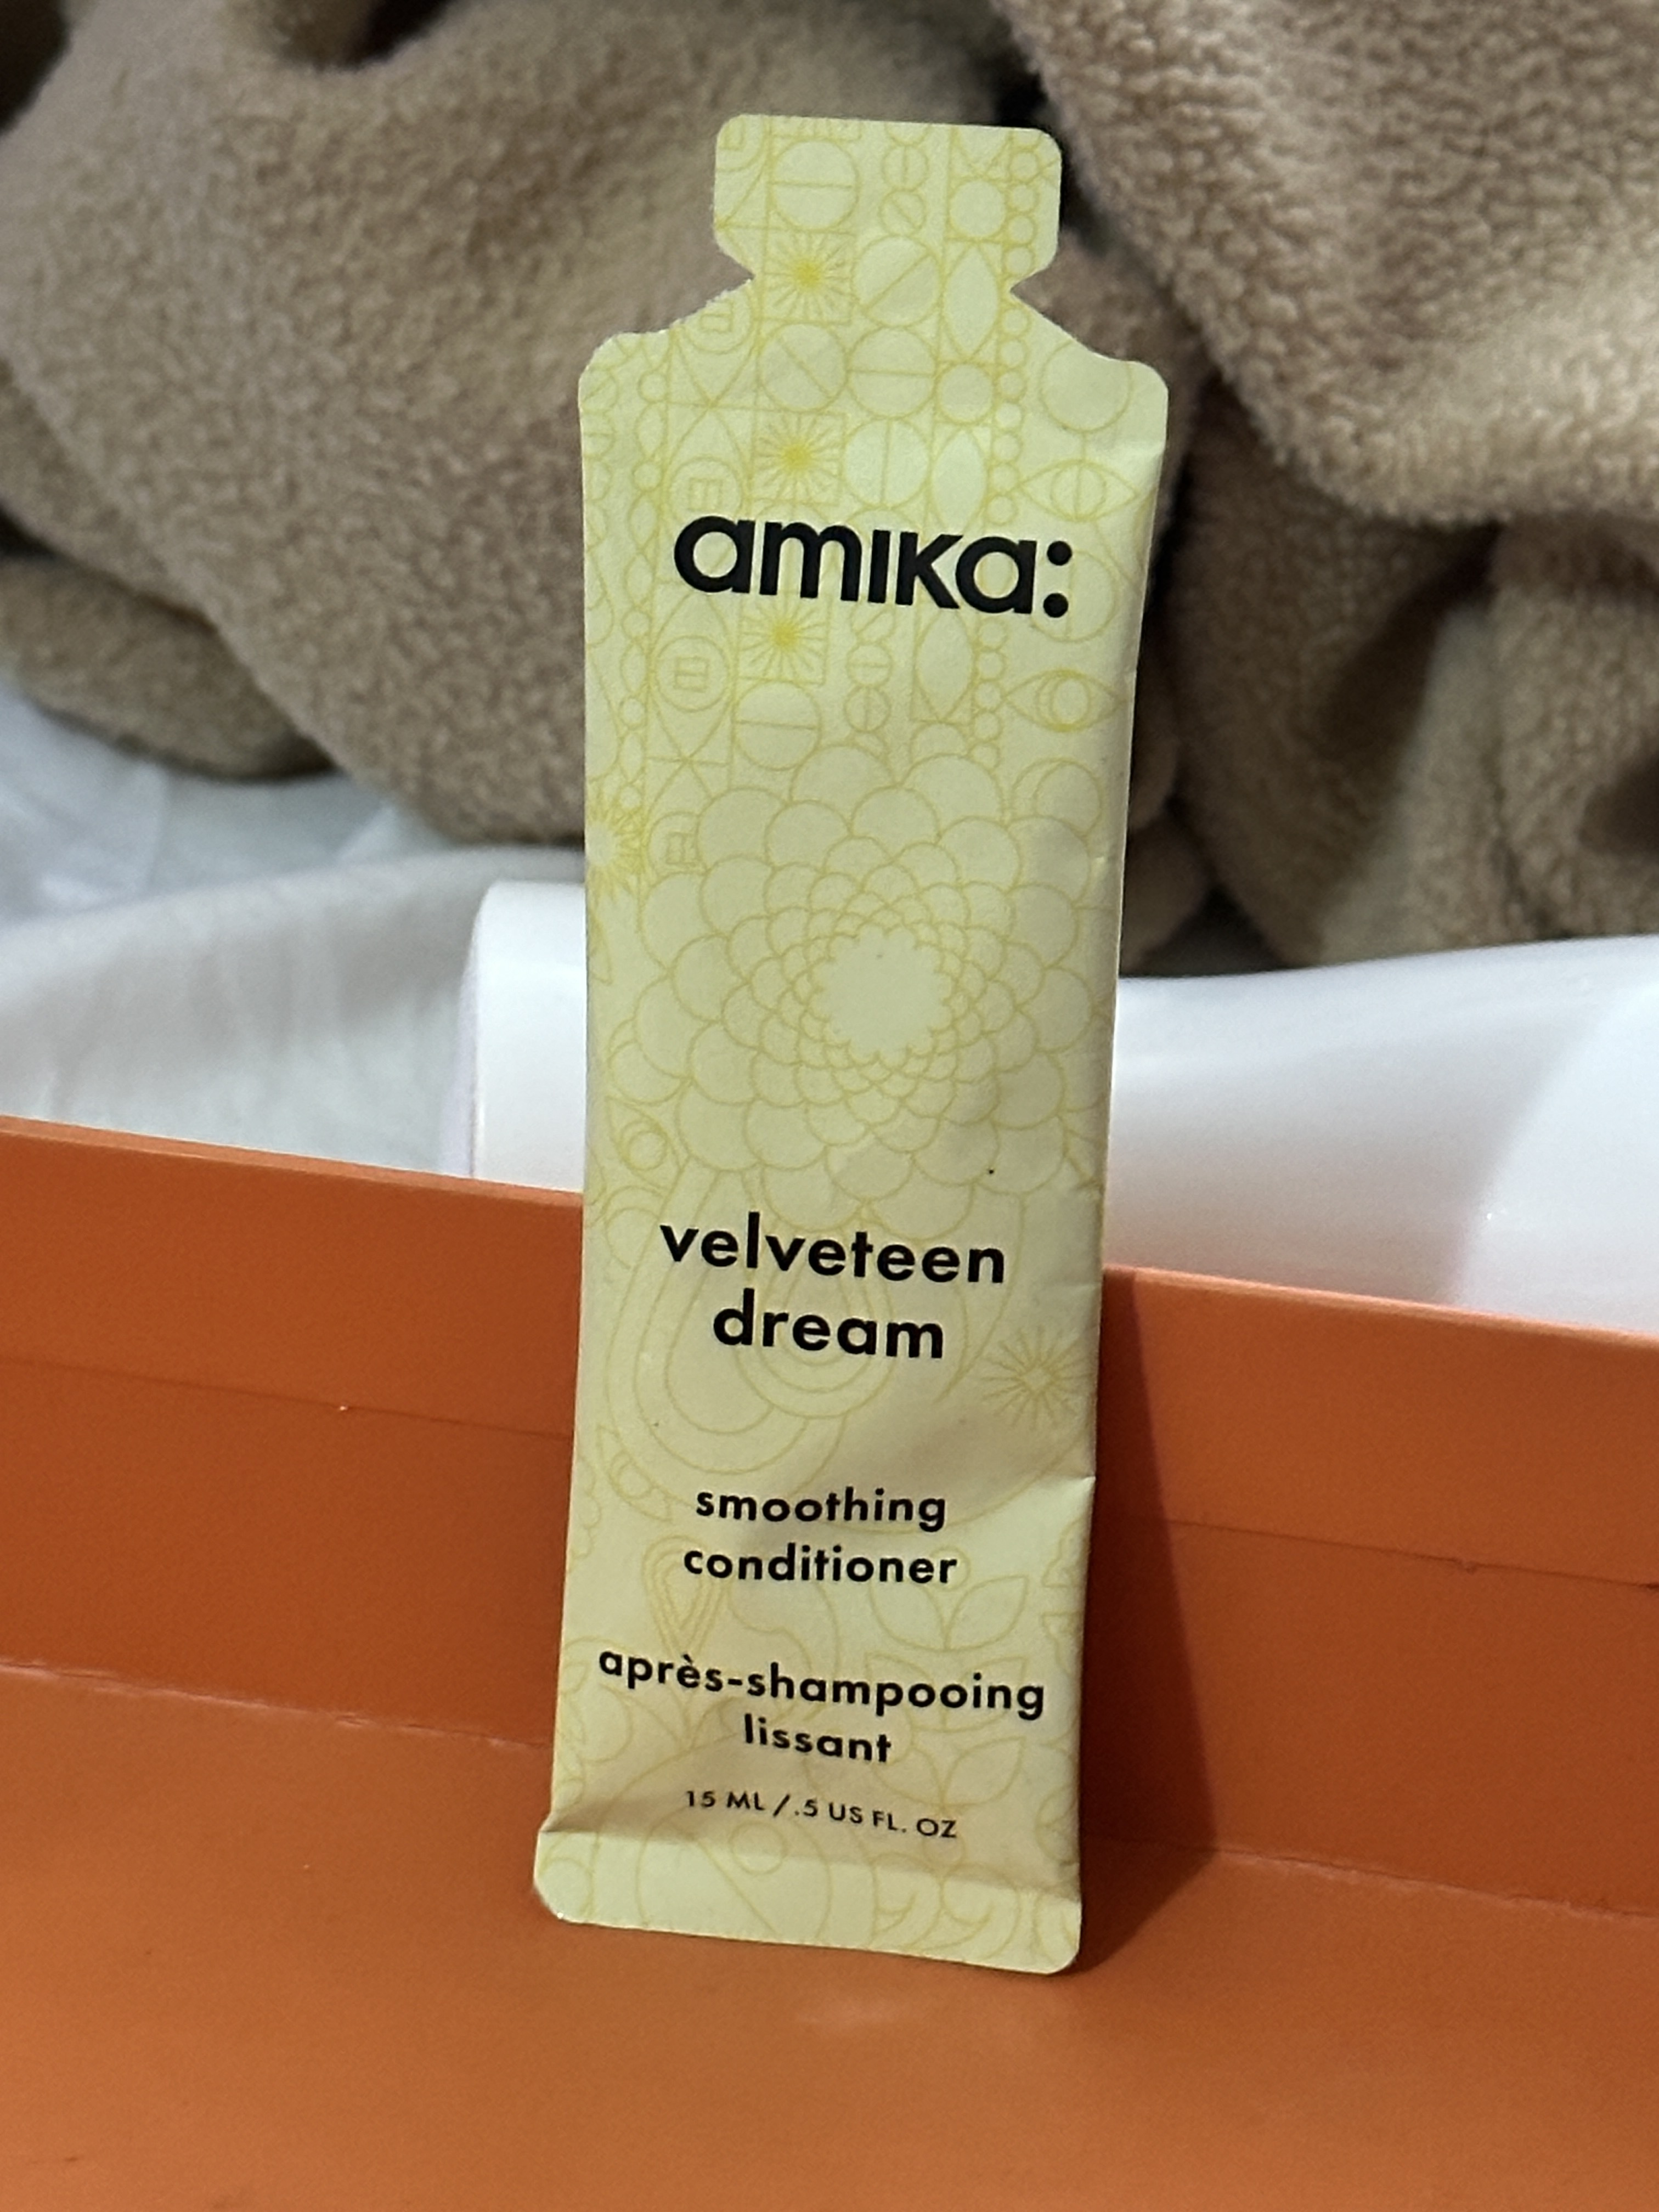 amika:
velveteen
dream
smoothing
conditioner
après-shampooing
lissant
15 ML / .5 US FL. OZ